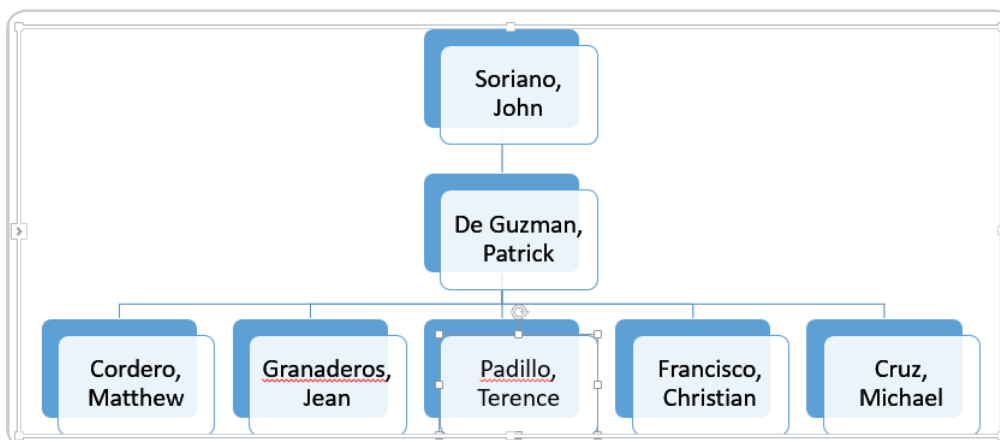 Soriano,
John
De Guzman,
Patrick
Cordero,
Matthew
Granaderos,
Jean
Padillo,
Terence
Francisco,
Christian
Cruz,
Michael